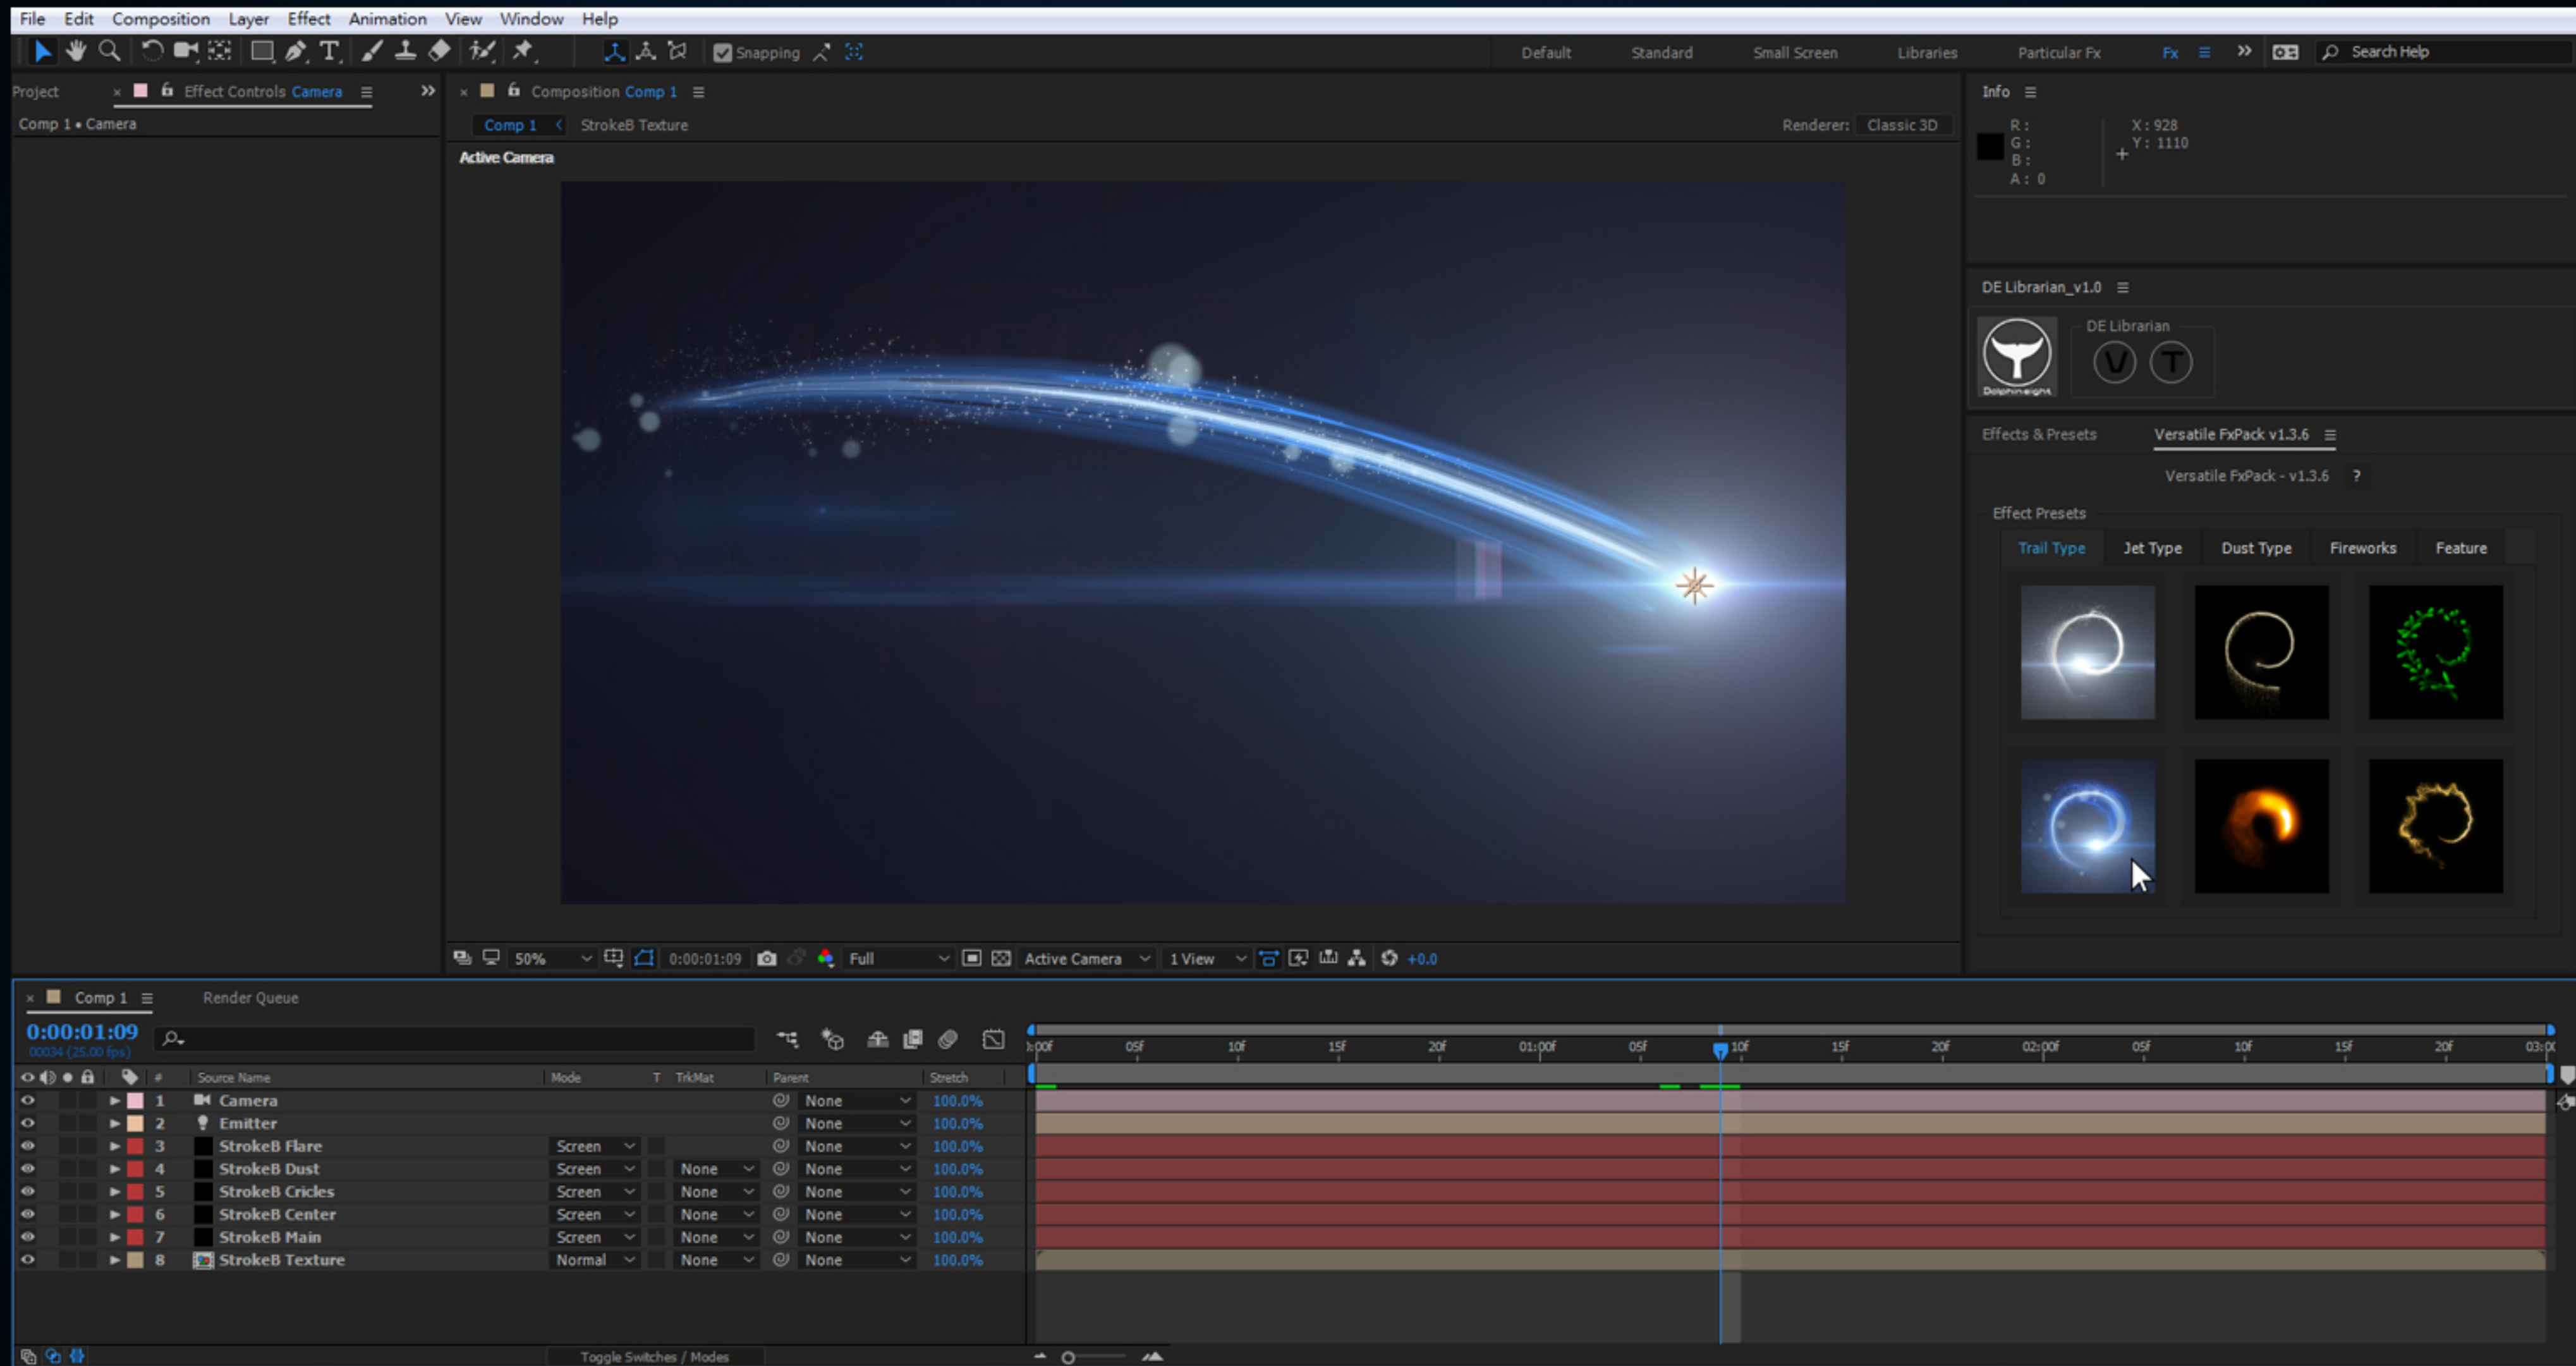 File Edit Composition Layer Effect Animation View Window Help
Snapping
Default Standard Small Screen Libraries Particular Fx Fx Search Help
Project × Effect Controls Camera
Comp 1 • Camera
× Composition Comp 1
Comp 1 StrokeB Texture
Renderer: Classic 3D
Active Camera
Info
R :
G :
B :
A : 0
X : 928
Y : 1110
DE Librarian_v1.0
DE Librarian
V T
Dolphineight
Effects & Presets Versatile FxPack v1.3.6
Versatile FxPack - v1.3.6 ?
Effect Presets
Trail Type Jet Type Dust Type Fireworks Feature
50% 0:00:01:09 Full Active Camera 1 View +0.0
× Comp 1 Render Queue
0:00:01:09
00034 (25.00 fps)
):00f 05f 10f 15f 20f 01:00f 05f 10f 15f 20f 02:00f 05f 10f 15f 20f 03:0(
# Source Name Mode T TrkMat Parent Stretch
1 Camera None 100.0%
2 Emitter None 100.0%
3 StrokeB Flare Screen None 100.0%
4 StrokeB Dust Screen None None 100.0%
5 StrokeB Cricles Screen None None 100.0%
6 StrokeB Center Screen None None 100.0%
7 StrokeB Main Screen None None 100.0%
8 StrokeB Texture Normal None None 100.0%
Toggle Switches / Modes